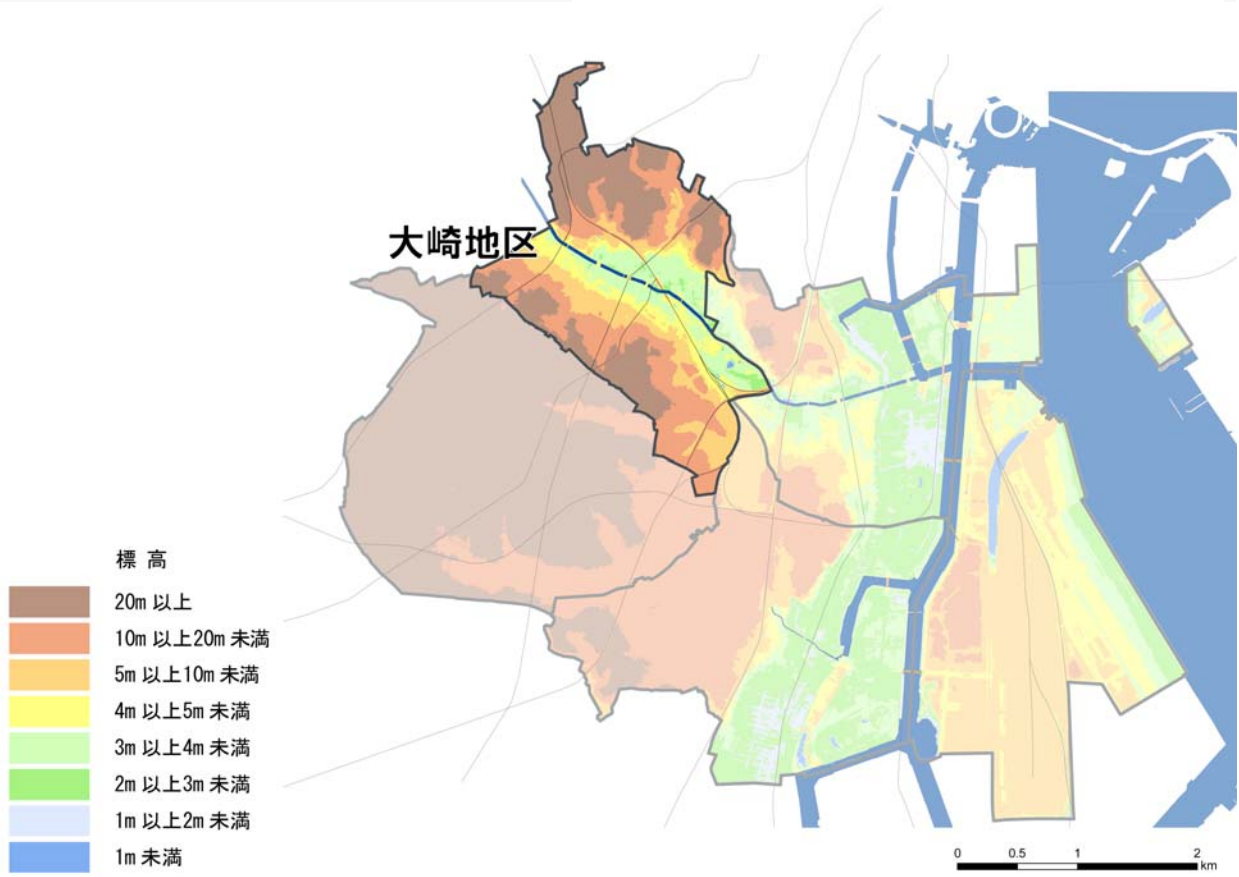 大崎地区
標 高
20m 以上
10m 以上20m 未満
5m 以上10m 未満
4m 以上5m 未満
3m 以上4m 未満
2m 以上3m 未満
1m 以上2m 未満
1m 未満
0 0.5 1 2
km